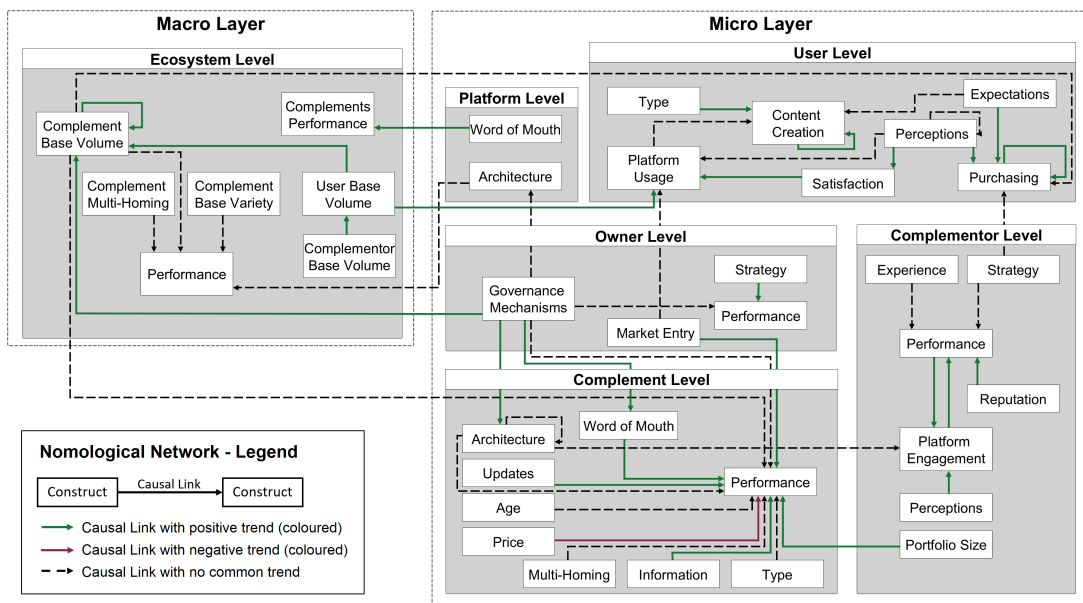 Macro Layer
Micro Layer
Ecosystem Level
Complement
Base Volume
Complements
Performance
Complement
Multi-Homing
Complement
Base Variety
User Base
Volume
Complementor
Base Volume
Performance
Platform Level
Word of Mouth
Architecture
User Level
Type
Content
Creation
Expectations
Perceptions
Platform
Usage
Satisfaction
Purchasing
Owner Level
Governance
Mechanisms
Strategy
Performance
Market Entry
Complementor Level
Experience
Strategy
Performance
Reputation
Platform
Engagement
Perceptions
Portfolio Size
Complement Level
Architecture
Word of Mouth
Updates
Performance
Age
Price
Multi-Homing
Information
Type
Nomological Network - Legend
Construct
Causal Link
Construct
Causal Link with positive trend (coloured)
Causal Link with negative trend (coloured)
Causal Link with no common trend